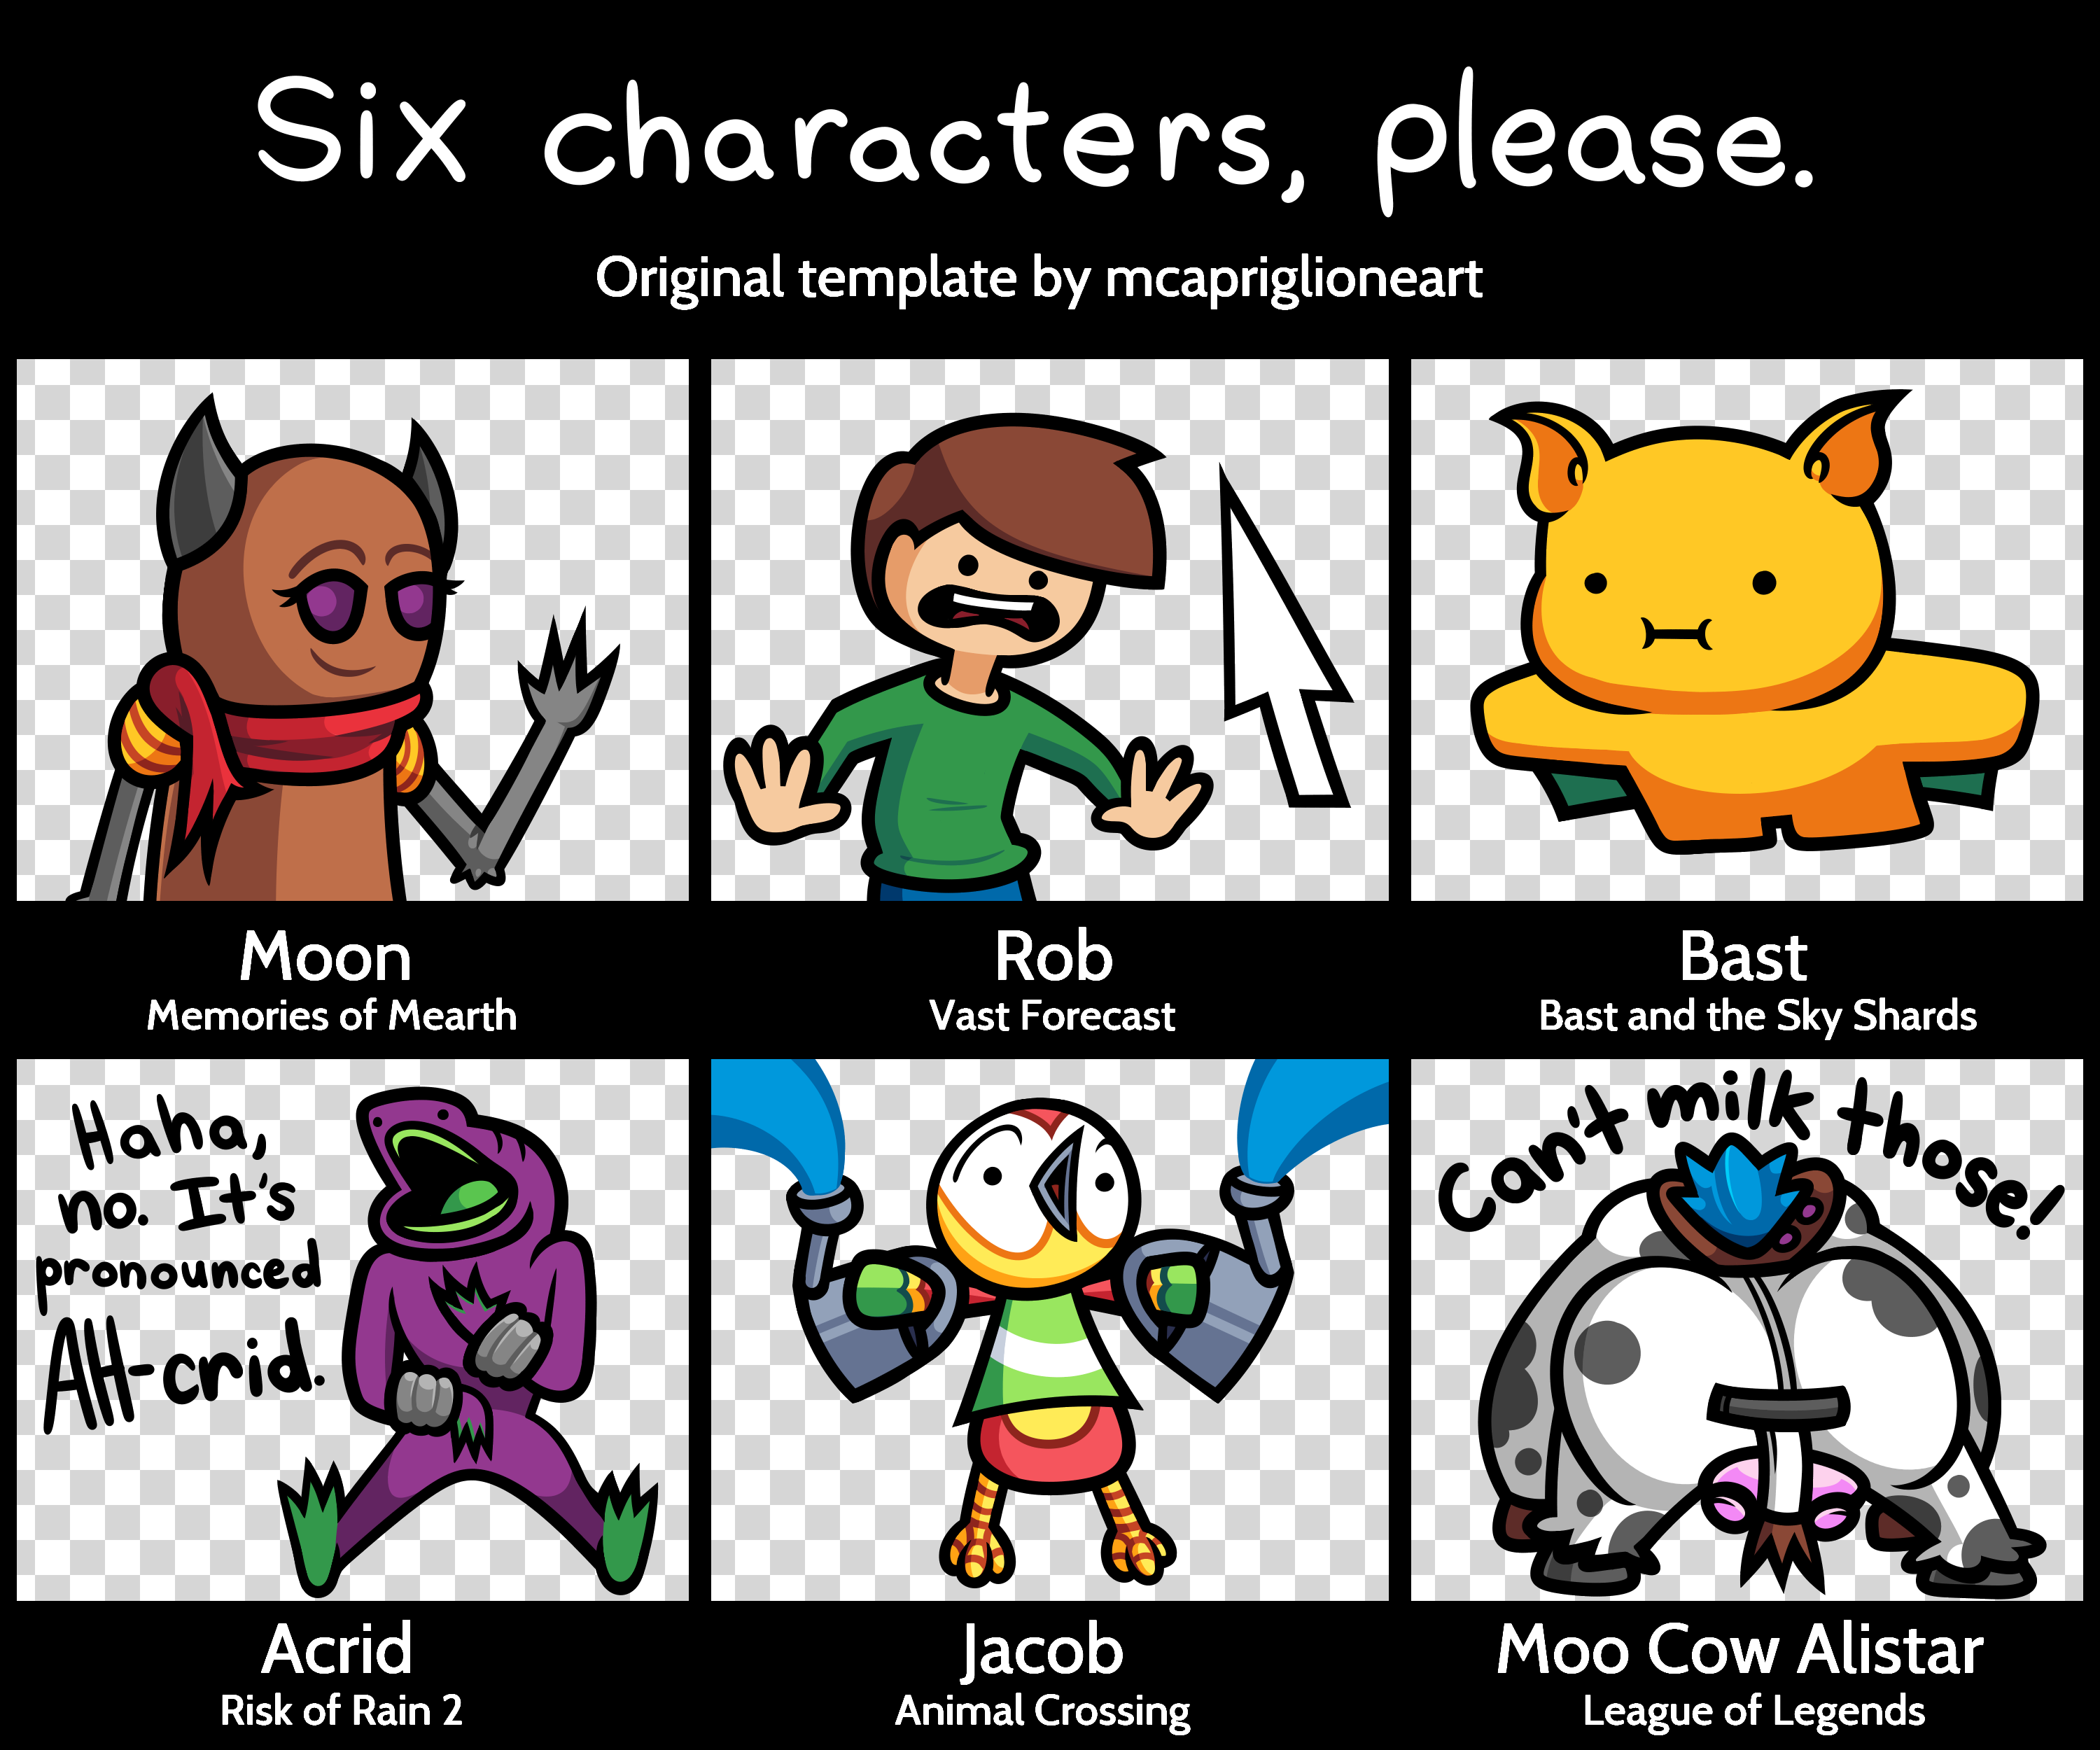 Six characters, please.
Original template by mcapriglioneart
Moon
Memories of Mearth
Rob
Vast Forecast
Bast
Bast and the Sky Shards
Haha,
no. It's
pronounced
AH-crid.
Can't milk those!
Acrid
Risk of Rain 2
Jacob
Animal Crossing
Moo Cow Alistar
League of Legends